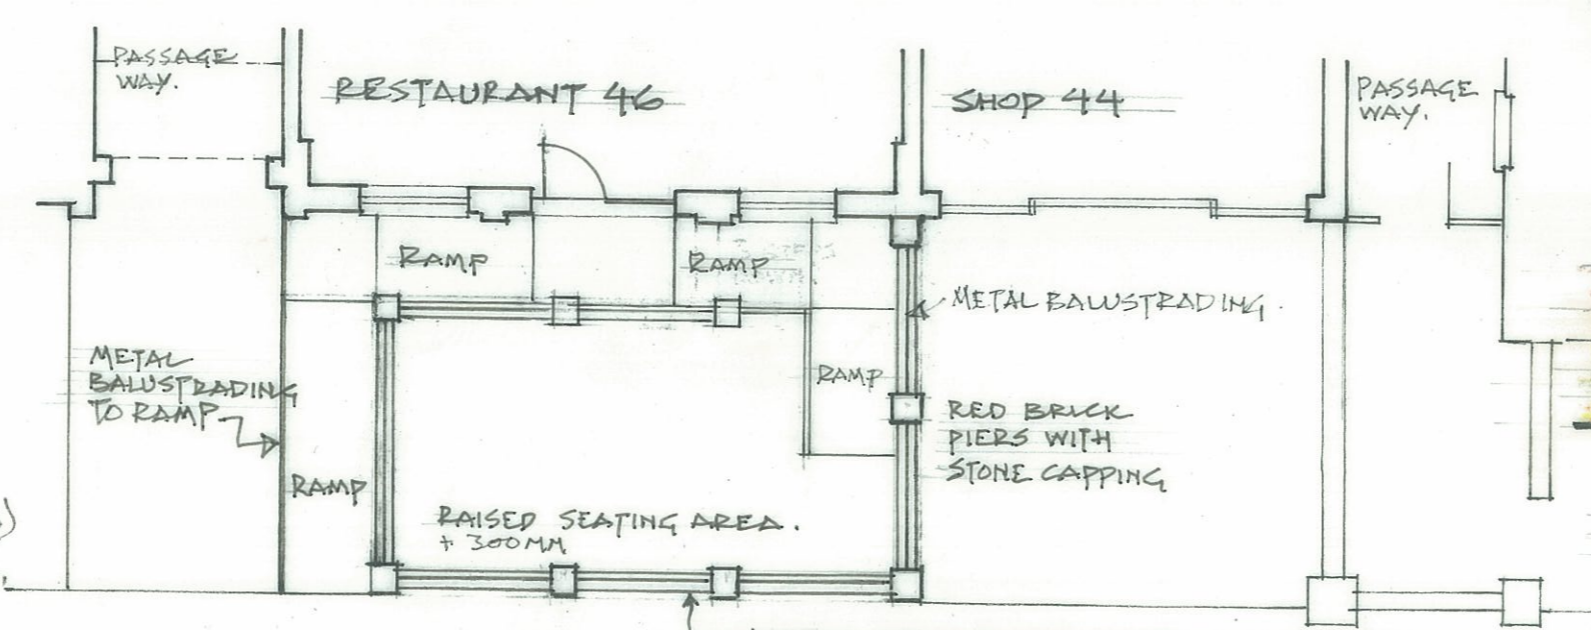 PASSAGE
WAY.
RESTAURANT 46
SHOP 44
PASSAGE
WAY.
RAMP
RAMP
METAL BALUSTRADING.
METAL
BALUSTRADING
TO RAMP
RAMP
RED BRICK
PIERS WITH
STONE CAPPING
RAMP
RAISED SEATING AREA.
+ 300MM